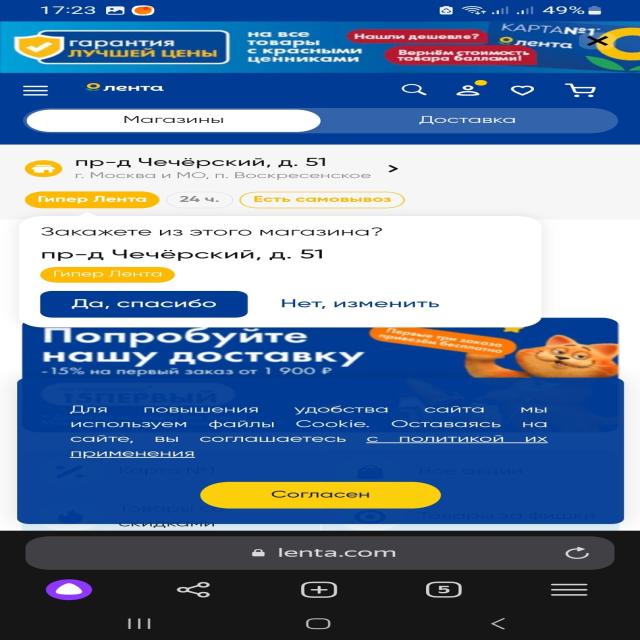 17:23
49%
гарантия
ЛУЧШЕЙ ЦЕНЫ
на все
товары
с красными
ценниками
Нашли дешевле?
Вернём стоимость
товара баллами!
КАРТА№1
лента
лента
Магазины
Доставка
пр-д Чечёрский, д. 51
г. Москва и МО, п. Воскресенское
Гипер Лента
24 ч.
Есть самовывоз
Закажете из этого магазина?
пр-д Чечёрский, д. 51
Гипер Лента
Да, спасибо
Нет, изменить
Попробуйте
нашу доставку
-15% на первый заказ от 1 900 ₽
Первые три заказа
привезём бесплатно
15ПЕРВЫЙ
Для повышения удобства сайта мы
используем файлы Cookie. Оставаясь на
сайте, вы соглашаетесь с политикой их
применения
Карта №1
Все акции
Согласен
Товары
Товары за фишки
скидками
lenta.com
5